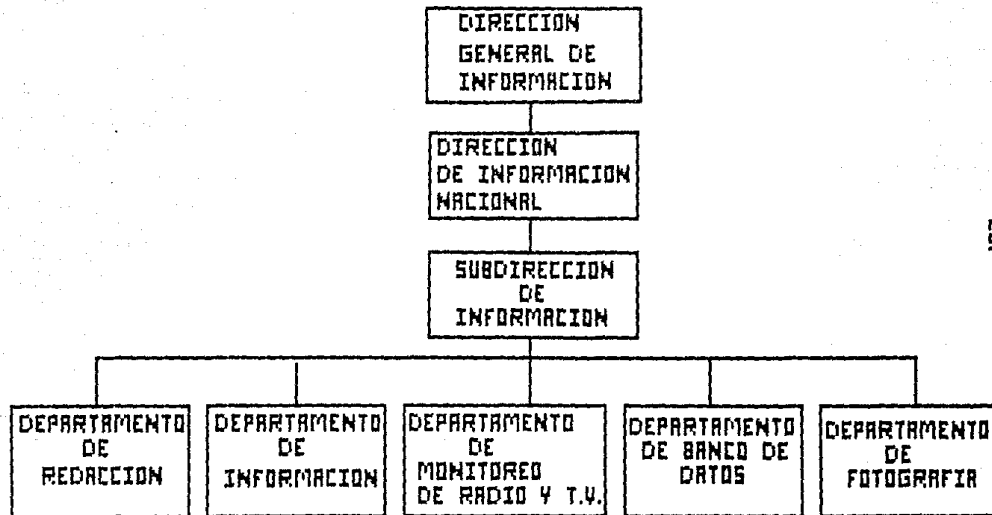 DIRECCION
GENERAL DE
INFORMACION
DIRECCION
DE INFORMACION
NACIONAL
SUBDIRECCION
DE
INFORMACION
DEPARTAMENTO
DE
REDACCION
DEPARTAMENTO
DE
INFORMACION
DEPARTAMENTO
DE
MONITOREO
DE RADIO Y T.V.
DEPARTAMENTO
DE BANCO DE
DATOS
DEPARTAMENTO
DE
FOTOGRAFIA